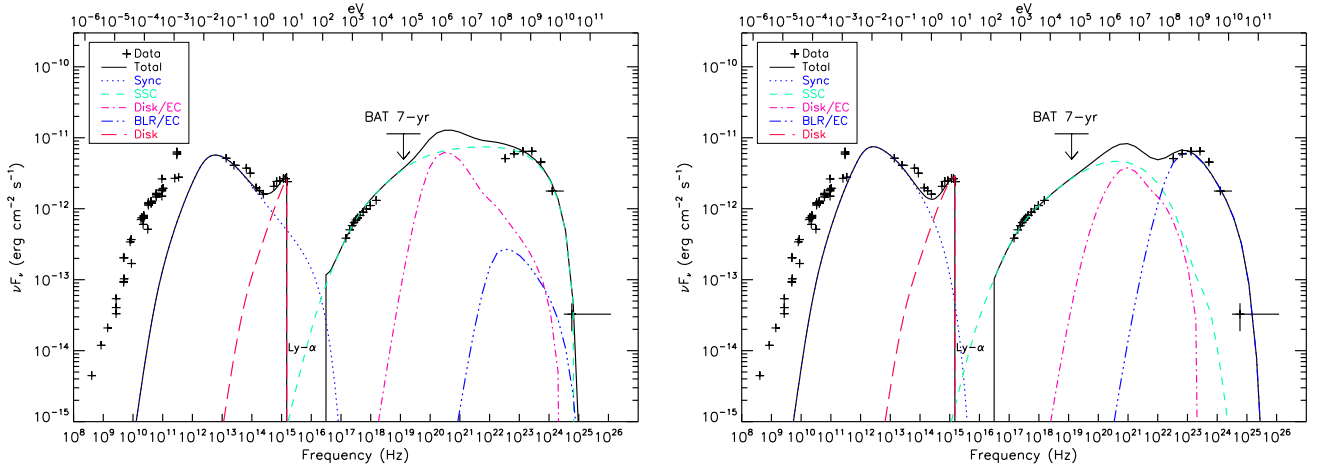 eV
10⁻⁶ 10⁻⁵ 10⁻⁴ 10⁻³ 10⁻² 10⁻¹ 10⁰ 10¹ 10² 10³ 10⁴ 10⁵ 10⁶ 10⁷ 10⁸ 10⁹ 10¹⁰ 10¹¹
Data
Total
Sync
SSC
Disk/EC
BLR/EC
Disk
BAT 7-yr
Ly-α
νFᵥ (erg cm⁻² s⁻¹)
10⁻¹⁰
10⁻¹¹
10⁻¹²
10⁻¹³
10⁻¹⁴
10⁻¹⁵
10⁸ 10⁹ 10¹⁰ 10¹¹ 10¹² 10¹³ 10¹⁴ 10¹⁵ 10¹⁶ 10¹⁷ 10¹⁸ 10¹⁹ 10²⁰ 10²¹ 10²² 10²³ 10²⁴ 10²⁵ 10²⁶
Frequency (Hz)
eV
10⁻⁶ 10⁻⁵ 10⁻⁴ 10⁻³ 10⁻² 10⁻¹ 10⁰ 10¹ 10² 10³ 10⁴ 10⁵ 10⁶ 10⁷ 10⁸ 10⁹ 10¹⁰ 10¹¹
Data
Total
Sync
SSC
Disk/EC
BLR/EC
Disk
BAT 7-yr
Ly-α
νFᵥ (erg cm⁻² s⁻¹)
10⁻¹⁰
10⁻¹¹
10⁻¹²
10⁻¹³
10⁻¹⁴
10⁻¹⁵
10⁸ 10⁹ 10¹⁰ 10¹¹ 10¹² 10¹³ 10¹⁴ 10¹⁵ 10¹⁶ 10¹⁷ 10¹⁸ 10¹⁹ 10²⁰ 10²¹ 10²² 10²³ 10²⁴ 10²⁵ 10²⁶
Frequency (Hz)